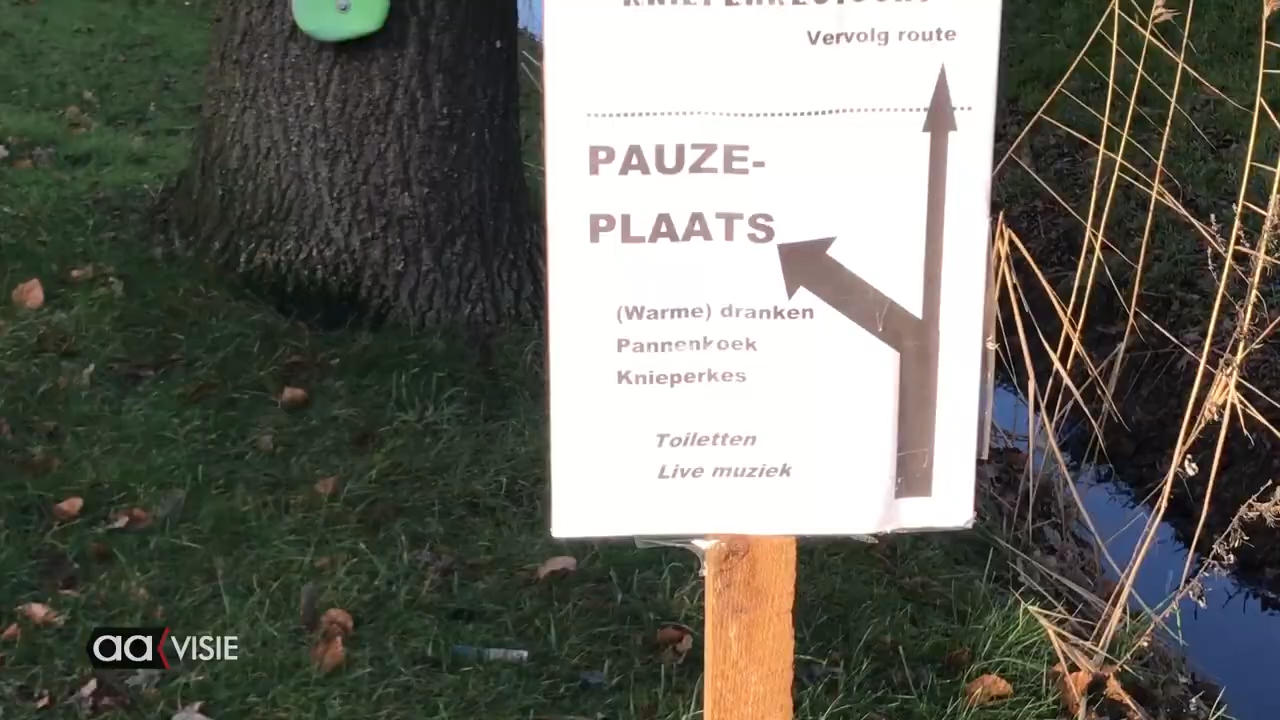 Vervolg route
PAUZE-
PLAATS
(Warme) dranken
Pannenkoek
Knieperkes
Toiletten
Live muziek
aa VISIE